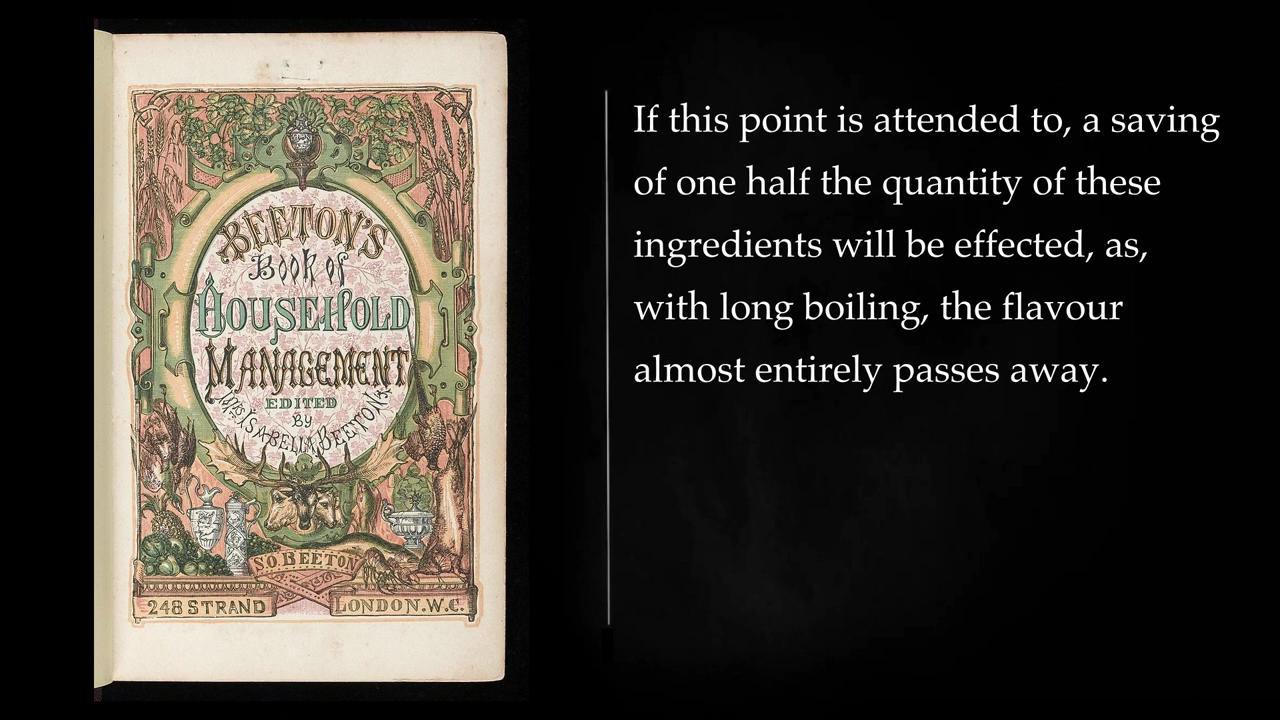 BEETON'S
Book of
HOUSEHOLD
MANAGEMENT
EDITED
BY
MRS ISABELLA BEETON
S.O. BEETON
248 STRAND
LONDON. W.C.
If this point is attended to, a saving
of one half the quantity of these
ingredients will be effected, as,
with long boiling, the flavour
almost entirely passes away.